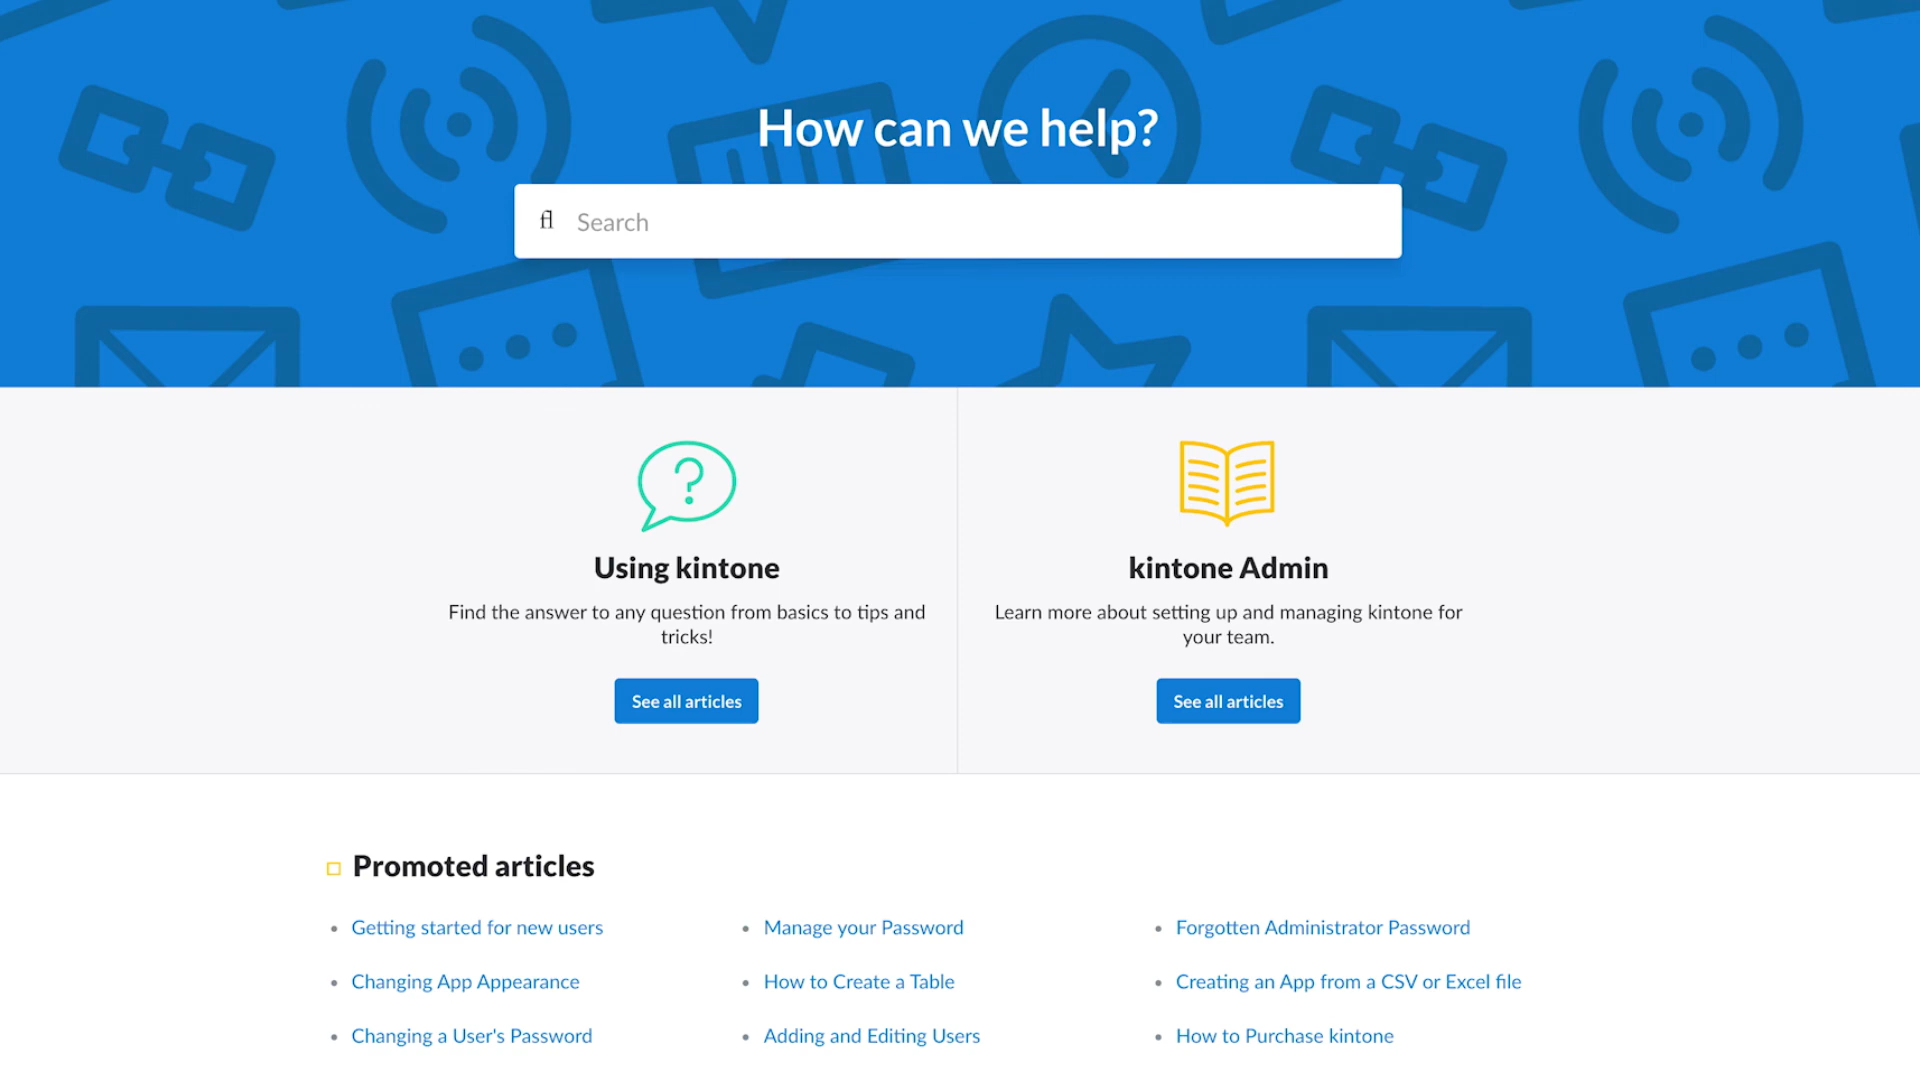 How can we help?
ﬂ Search
Using kintone
Find the answer to any question from basics to tips and
tricks!
See all articles
kintone Admin
Learn more about setting up and managing kintone for
your team.
See all articles
Promoted articles
Getting started for new users
Manage your Password
Forgotten Administrator Password
Changing App Appearance
How to Create a Table
Creating an App from a CSV or Excel file
Changing a User's Password
Adding and Editing Users
How to Purchase kintone